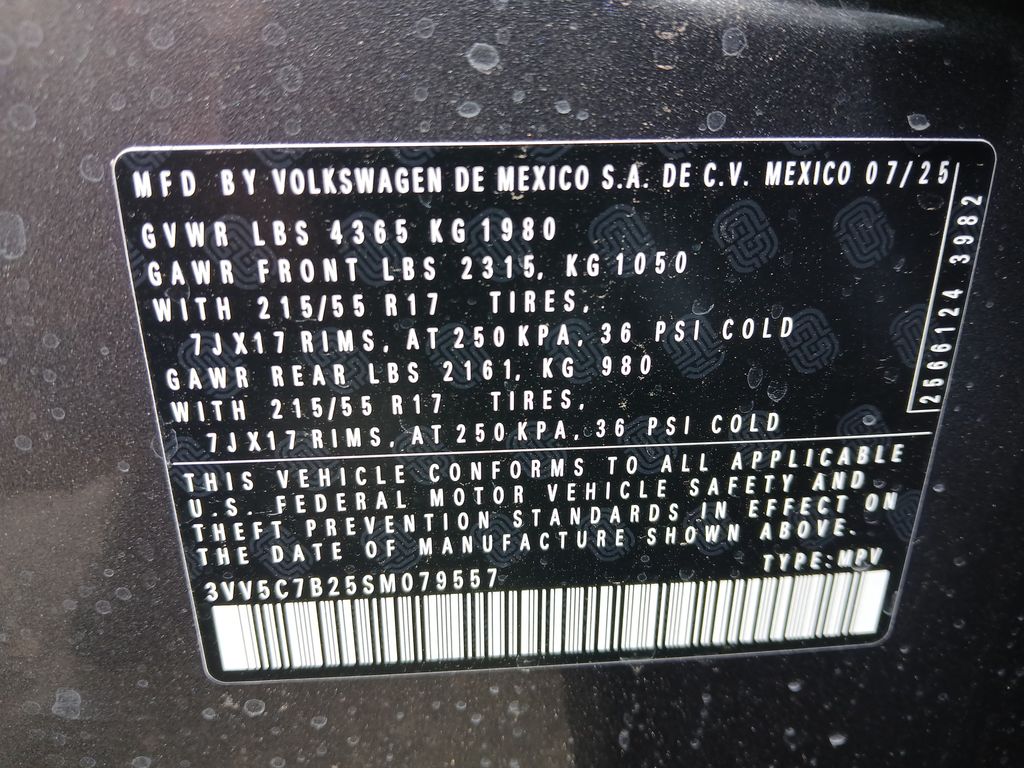 MFD BY VOLKSWAGEN DE MEXICO S.A. DE C.V. MEXICO 07/25
GVWR LBS 4365 KG 1980
GAWR FRONT LBS 2315, KG 1050
WITH 215/55 R17 TIRES,
7JX17 RIMS, AT 250 KPA, 36 PSI COLD
GAWR REAR LBS 2161, KG 980
WITH 215/55 R17 TIRES,
7JX17 RIMS, AT 250 KPA, 36 PSI COLD
2666124 3982
THIS VEHICLE CONFORMS TO ALL APPLICABLE
U.S. FEDERAL MOTOR VEHICLE SAFETY AND
THEFT PREVENTION STANDARDS IN EFFECT ON
THE DATE OF MANUFACTURE SHOWN ABOVE.
TYPE: MPV
3VV5C7B25SM079557